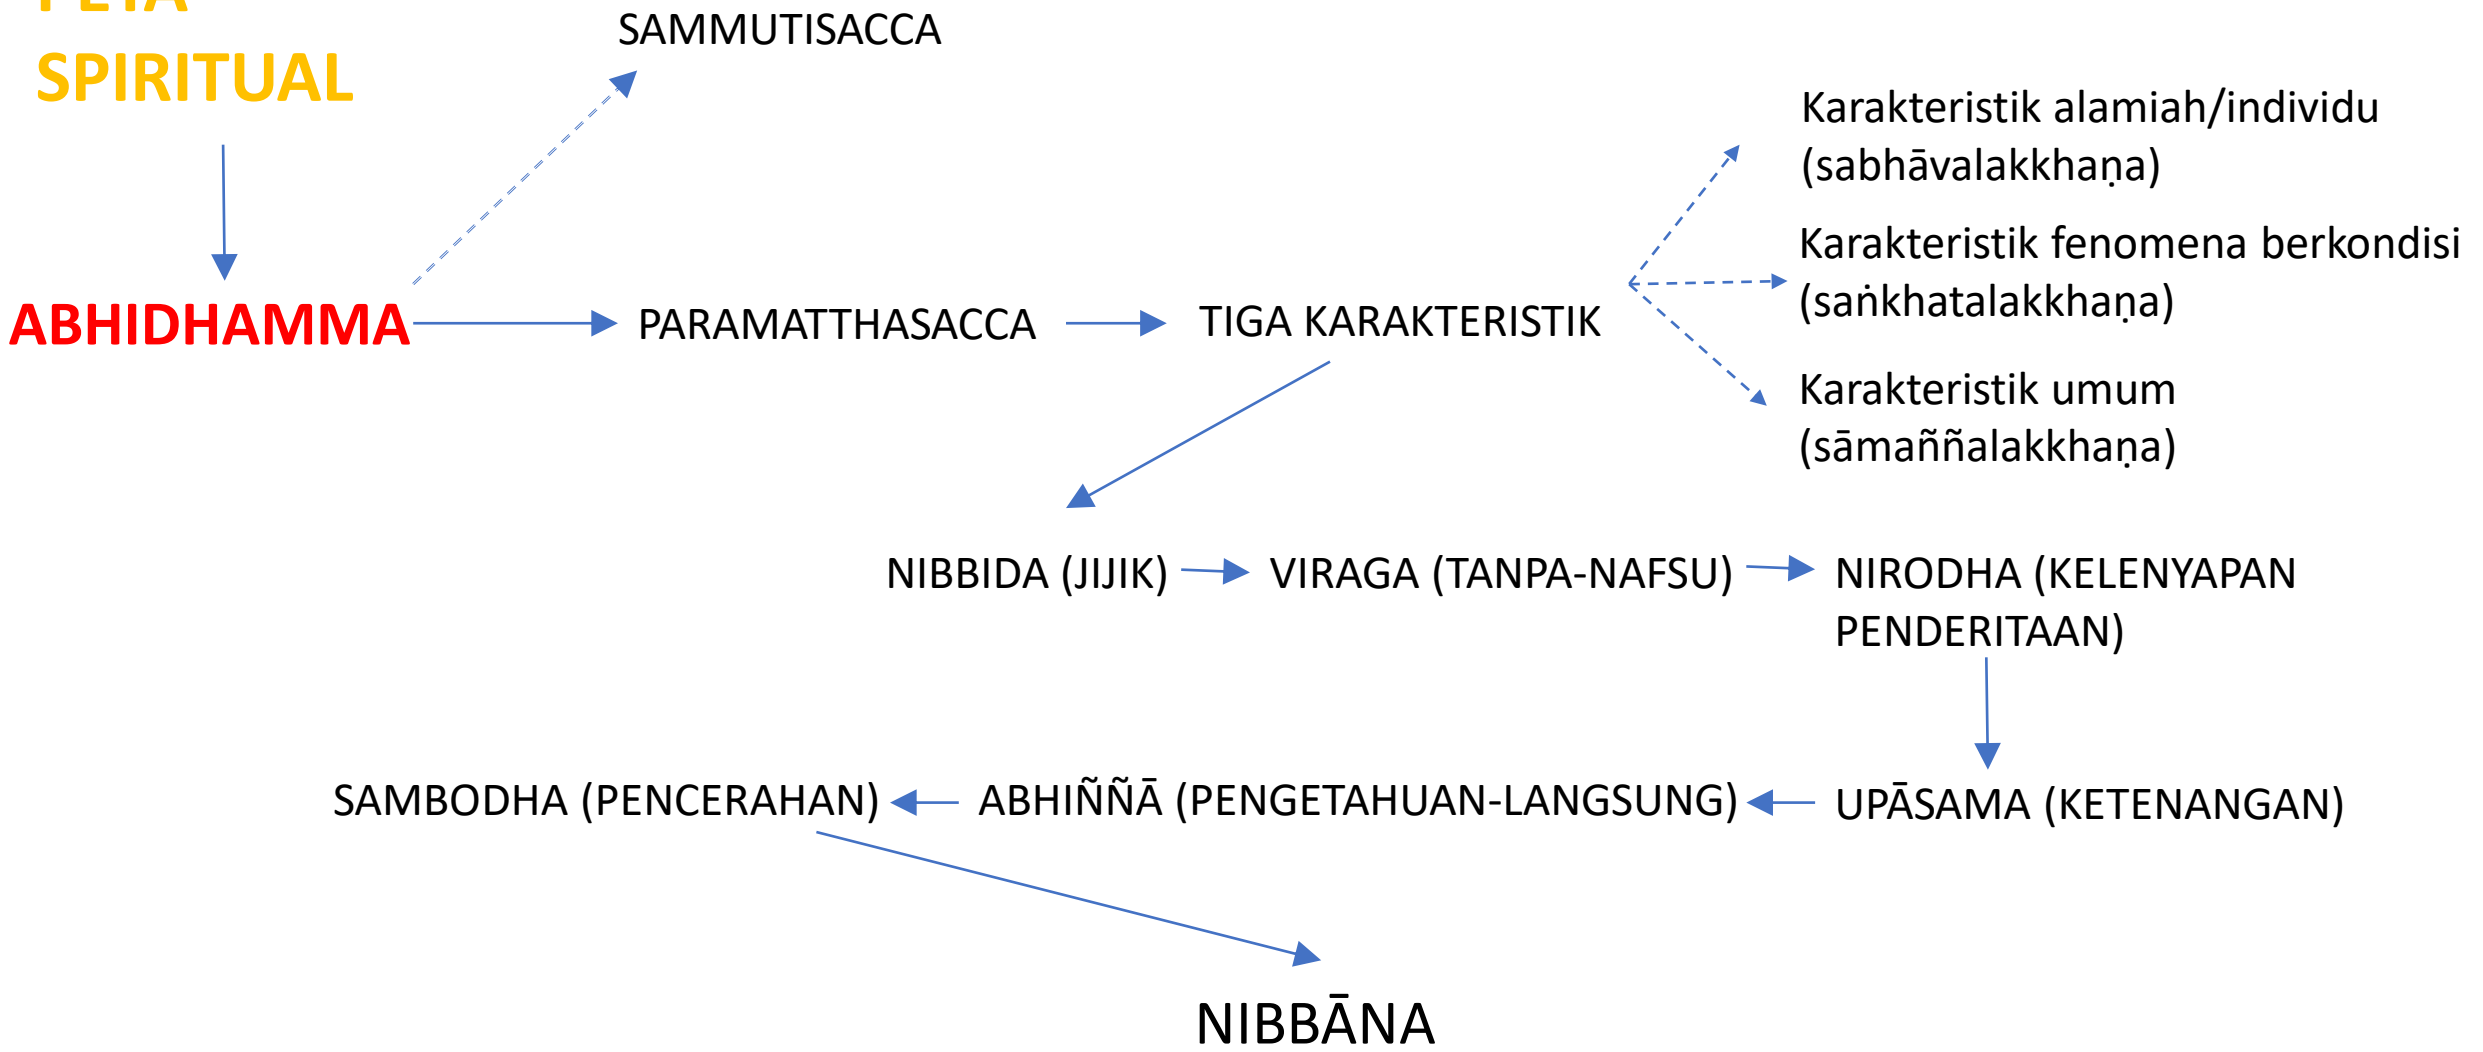 PETA
SPIRITUAL
SAMMUTISACCA
Karakteristik alamiah/individu
(sabhāvalakkhaṇa)
Karakteristik fenomena berkondisi
(saṅkhatalakkhaṇa)
ABHIDHAMMA
PARAMATTHASACCA
TIGA KARAKTERISTIK
Karakteristik umum
(sāmaññalakkhaṇa)
NIBBIDA (JIJIK)
VIRAGA (TANPA-NAFSU)
NIRODHA (KELENYAPAN
PENDERITAAN)
SAMBODHA (PENCERAHAN)
ABHIÑÑĀ (PENGETAHUAN-LANGSUNG)
UPĀSAMA (KETENANGAN)
NIBBĀNA